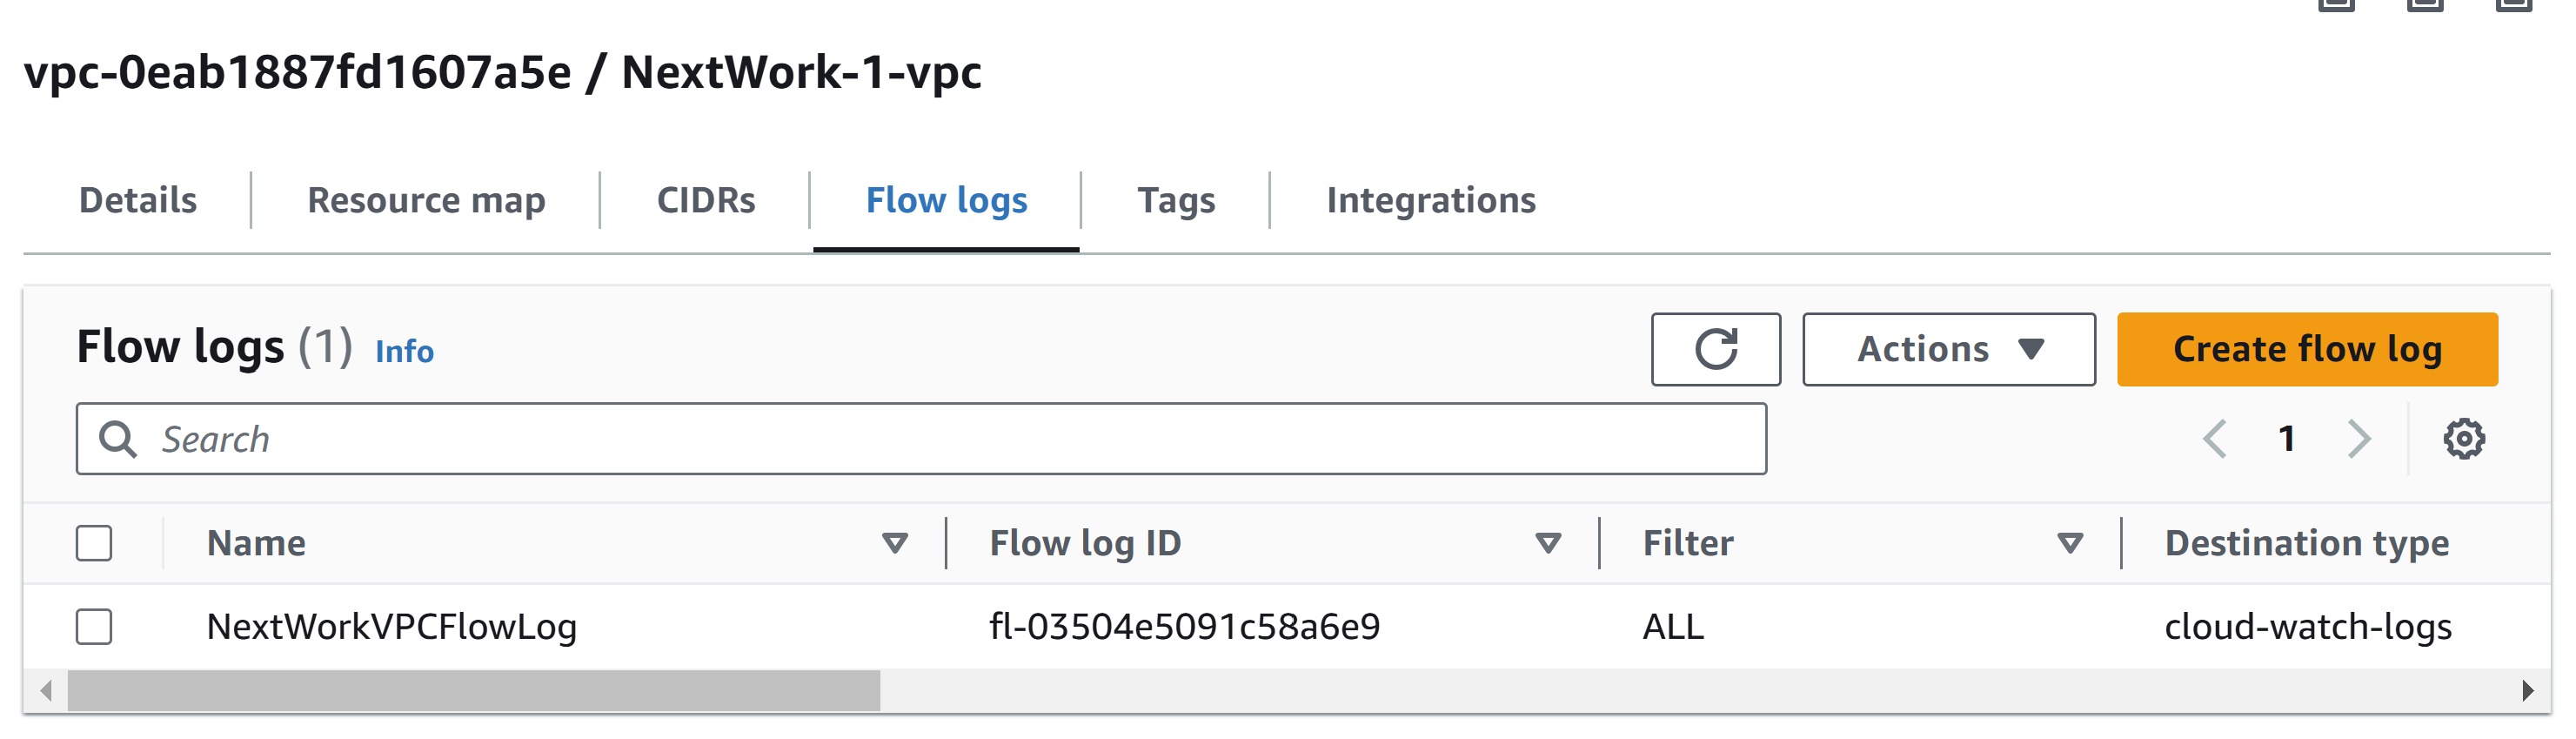 vpc-0eab1887fd1607a5e / NextWork-1-vpc
Details Resource map CIDRs Flow logs Tags Integrations
Flow logs (1) Info Actions Create flow log
Search 1
Name Flow log ID Filter Destination type
NextWorkVPCFlowLog fl-03504e5091c58a6e9 ALL cloud-watch-logs